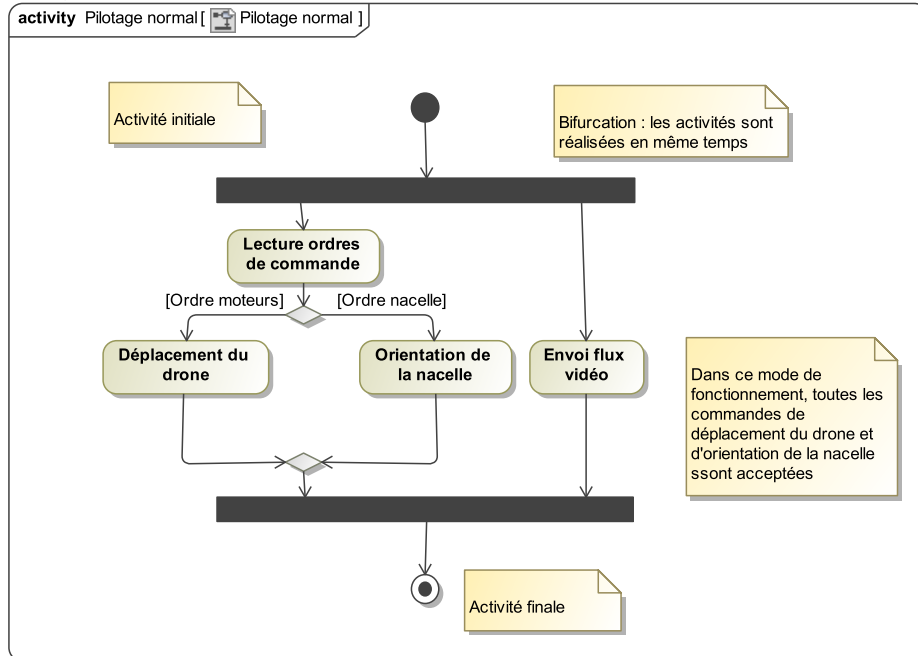 activity Pilotage normal [ Pilotage normal ]
Activité initiale
Bifurcation : les activités sont
réalisées en même temps
Lecture ordres
de commande
[Ordre moteurs]
[Ordre nacelle]
Déplacement du
drone
Orientation de
la nacelle
Envoi flux
vidéo
Dans ce mode de
fonctionnement, toutes les
commandes de
déplacement du drone et
d'orientation de la nacelle
ssont acceptées
Activité finale